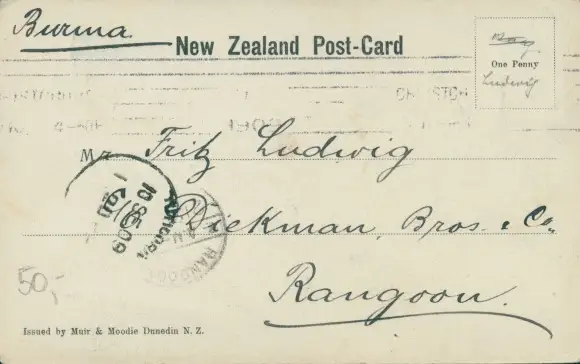 Burma
New Zealand Post-Card
One Penny
Ludwig
Mr. Fritz Ludwig
Diekman, Bros. & Co.,
Rangoon.
50,-
Issued by Muir & Moodie Dunedin N. Z.